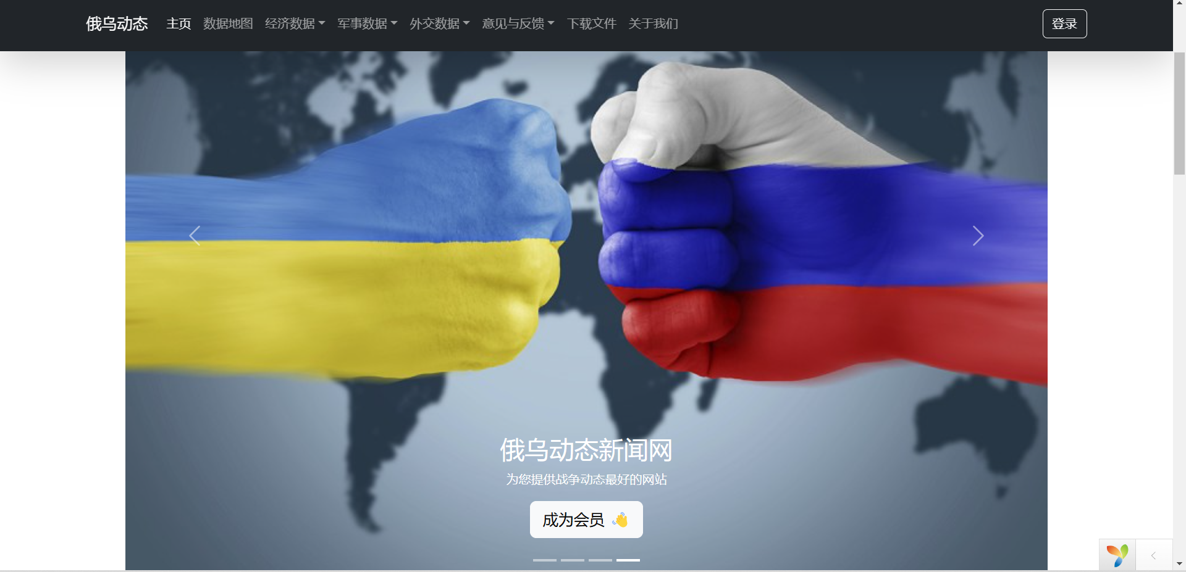 俄乌动态 主页 数据地图 经济数据 军事数据 外交数据 意见与反馈 下载文件 关于我们 登录
俄乌动态新闻网
为您提供战争动态最好的网站
成为会员 👋